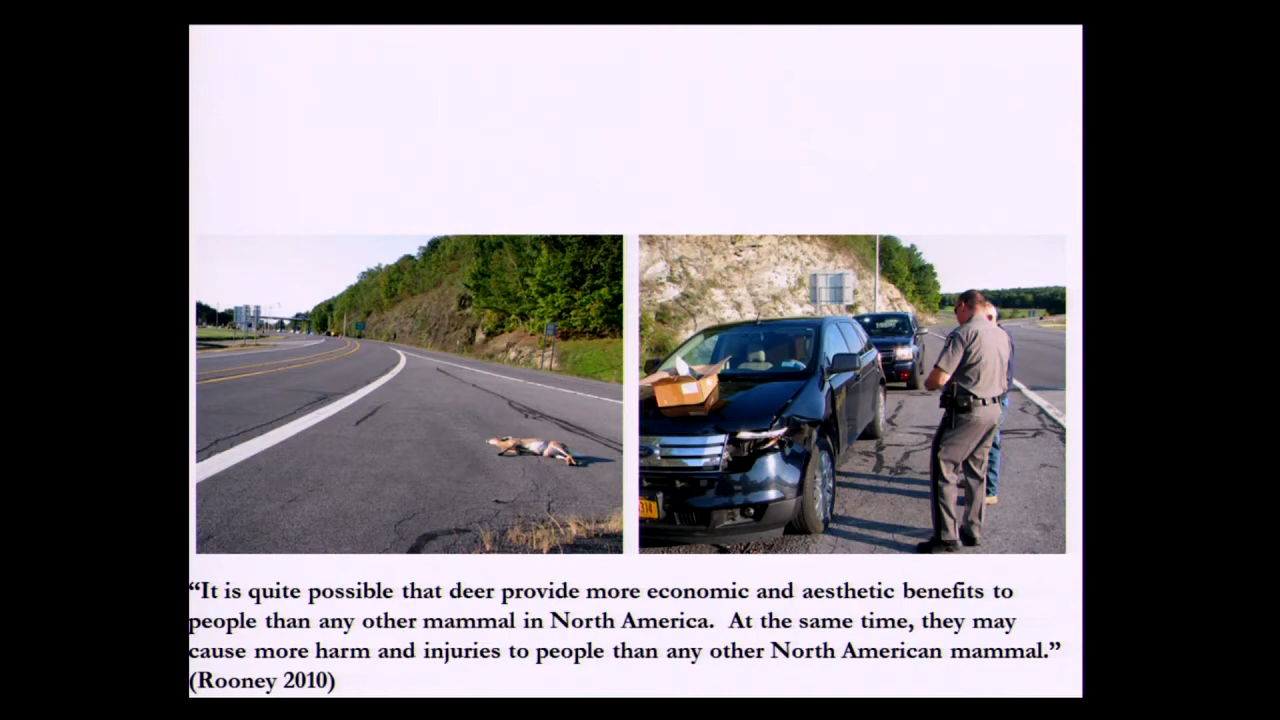 “It is quite possible that deer provide more economic and aesthetic benefits to
people than any other mammal in North America.  At the same time, they may
cause more harm and injuries to people than any other North American mammal.”
(Rooney 2010)